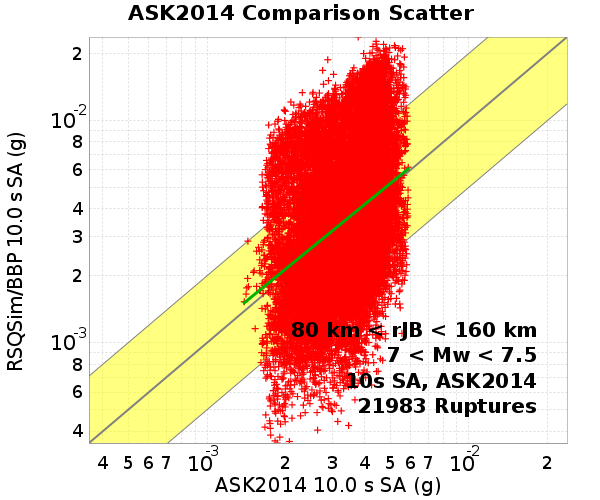 ASK2014 Comparison Scatter
RSQSim/BBP 10.0 s SA (g)
2
10-2
8
6
4
3
2
10-3
8
6
4
80 km < rJB < 160 km
7 < Mw < 7.5
10s SA, ASK2014
21983 Ruptures
4 5 6 7 10-3 2 3 4 5 6 7 10-2 2
ASK2014 10.0 s SA (g)